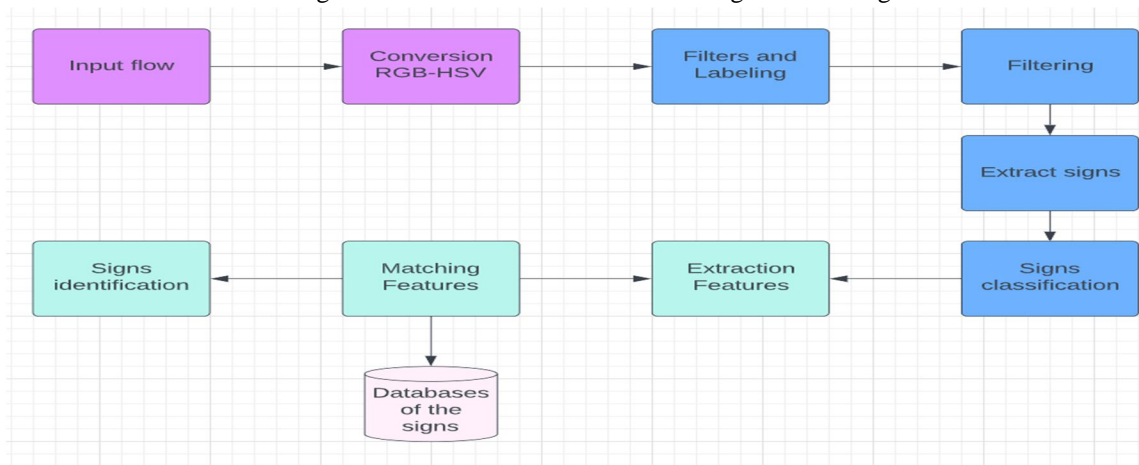 Input flow
Conversion
RGB-HSV
Filters and
Labeling
Filtering
Extract signs
Signs
identification
Matching
Features
Extraction
Features
Signs
classification
Databases
of the
signs